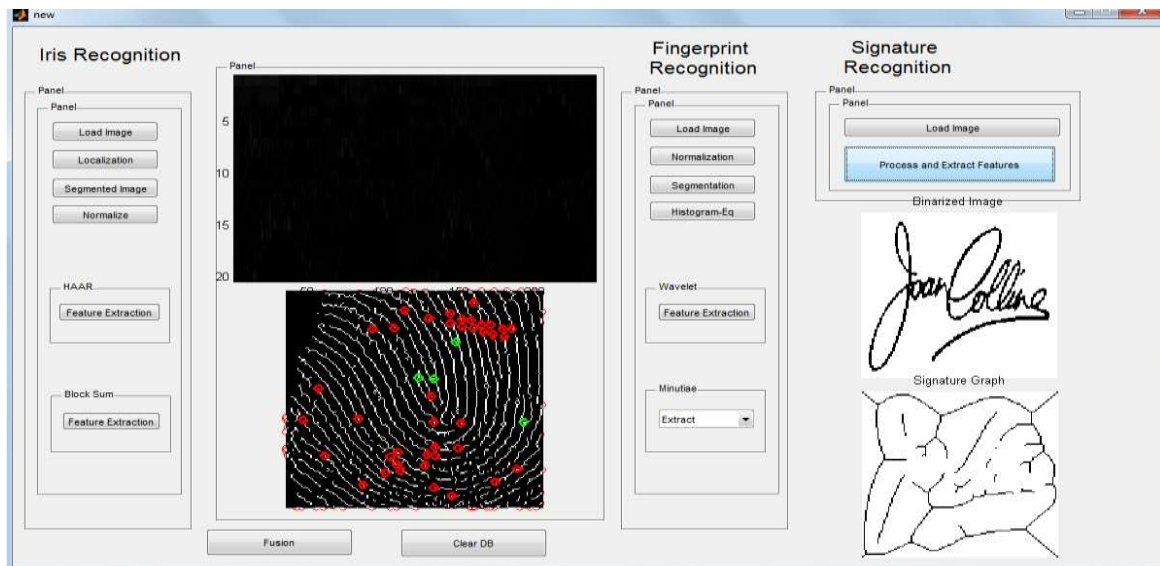 new
Iris Recognition
Panel
Panel
Load Image
Localization
Segmented Image
Normalize
HAAR
Feature Extraction
Block Sum
Feature Extraction
Panel
5
10
15
20
Fusion
Clear DB
Fingerprint
Recognition
Panel
Panel
Load Image
Normalization
Segmentation
Histogram-Eq
Wavelet
Feature Extraction
Minutiae
Extract
Signature
Recognition
Panel
Panel
Load Image
Process and Extract Features
Binarized Image
Joan Collins
Signature Graph